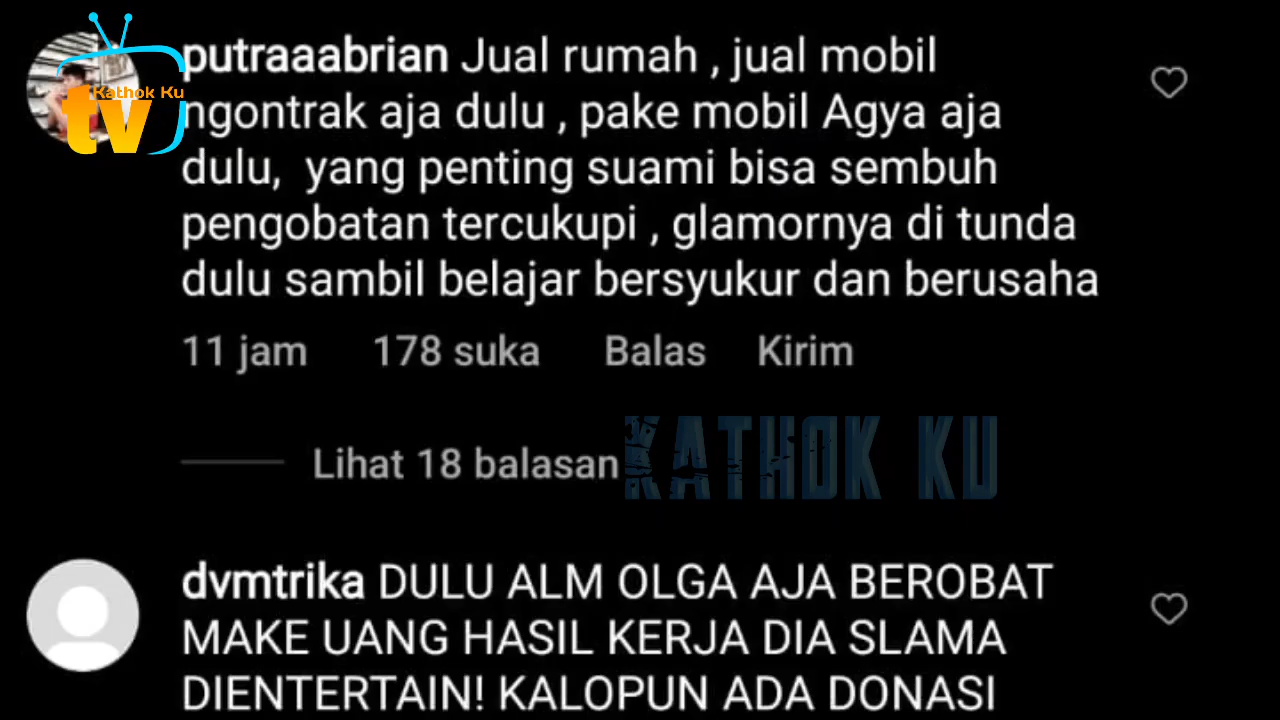 putraaabrian Jual rumah , jual mobil
ngontrak aja dulu , pake mobil Agya aja
dulu,  yang penting suami bisa sembuh
pengobatan tercukupi , glamornya di tunda
dulu sambil belajar bersyukur dan berusaha
Kathok Ku
tv
11 jam 178 suka Balas Kirim
Lihat 18 balasan
KATHOK KU
dvmtrika DULU ALM OLGA AJA BEROBAT
MAKE UANG HASIL KERJA DIA SLAMA
DIENTERTAIN! KALOPUN ADA DONASI